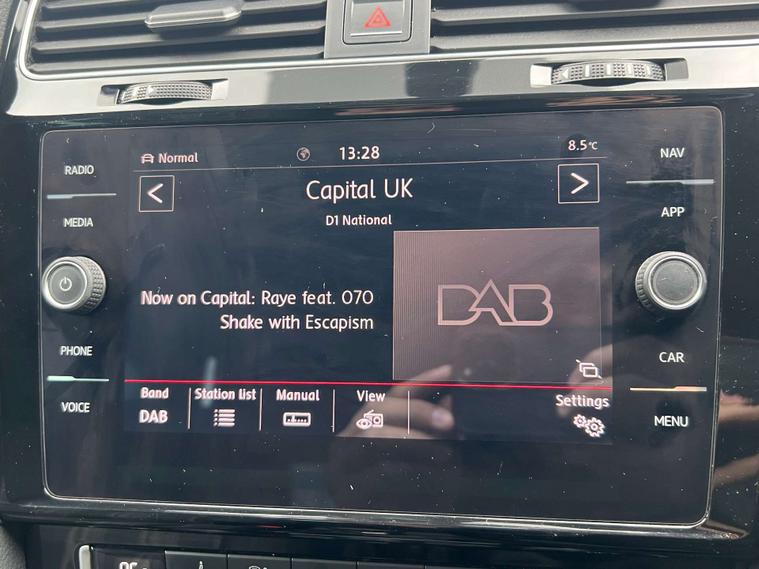 RADIO
MEDIA
PHONE
VOICE
Normal
13:28
8.5°C
<
Capital UK
>
D1 National
Now on Capital: Raye feat. 070
Shake with Escapism
DAB
Band
DAB
Station list
Manual
View
Settings
NAV
APP
CAR
MENU